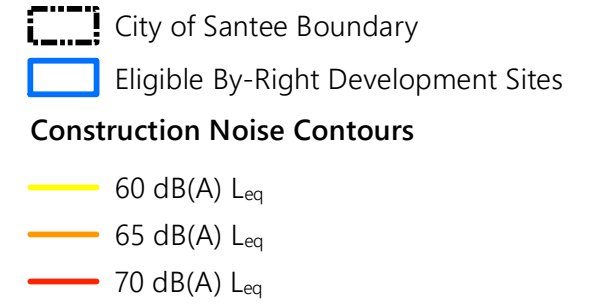 City of Santee Boundary
Eligible By-Right Development Sites
Construction Noise Contours
60 dB(A) Leq
65 dB(A) Leq
70 dB(A) Leq